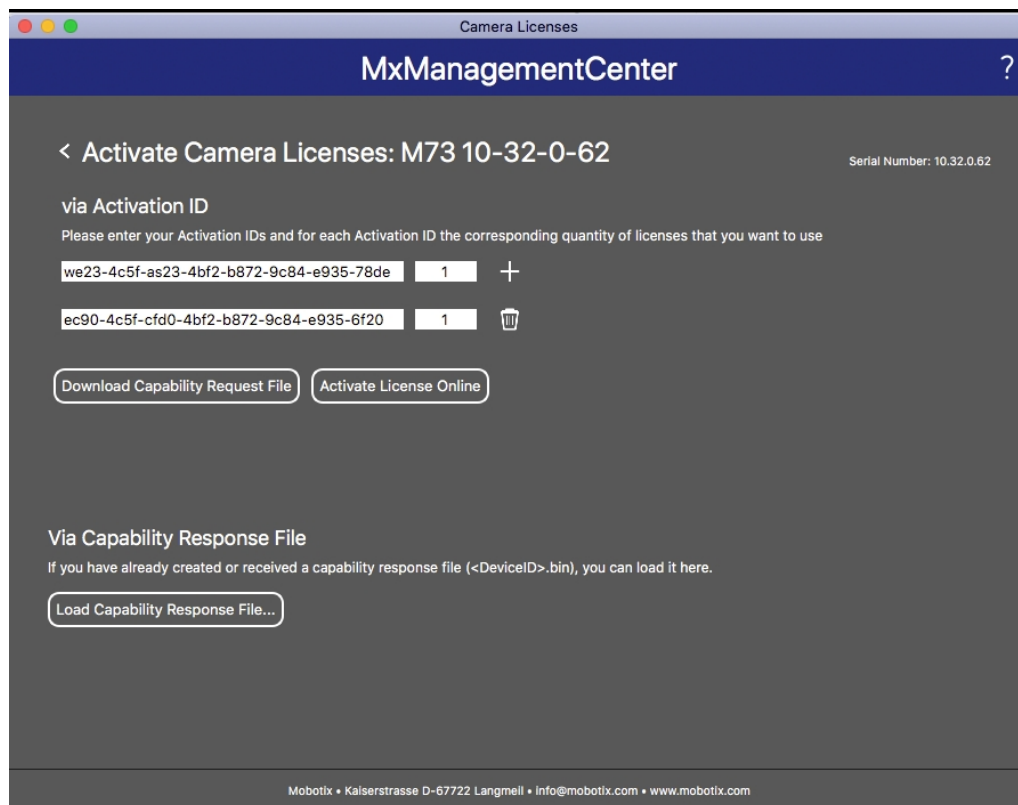 Camera Licenses
MxManagementCenter
?
< Activate Camera Licenses: M73 10-32-0-62
Serial Number: 10.32.0.62
via Activation ID
Please enter your Activation IDs and for each Activation ID the corresponding quantity of licenses that you want to use
we23-4c5f-as23-4bf2-b872-9c84-e935-78de 1 +
ec90-4c5f-cfd0-4bf2-b872-9c84-e935-6f20 1
Download Capability Request File Activate License Online
Via Capability Response File
If you have already created or received a capability response file (<DeviceID>.bin), you can load it here.
Load Capability Response File...
Mobotix • Kaiserstrasse D-67722 Langmeil • info@mobotix.com • www.mobotix.com